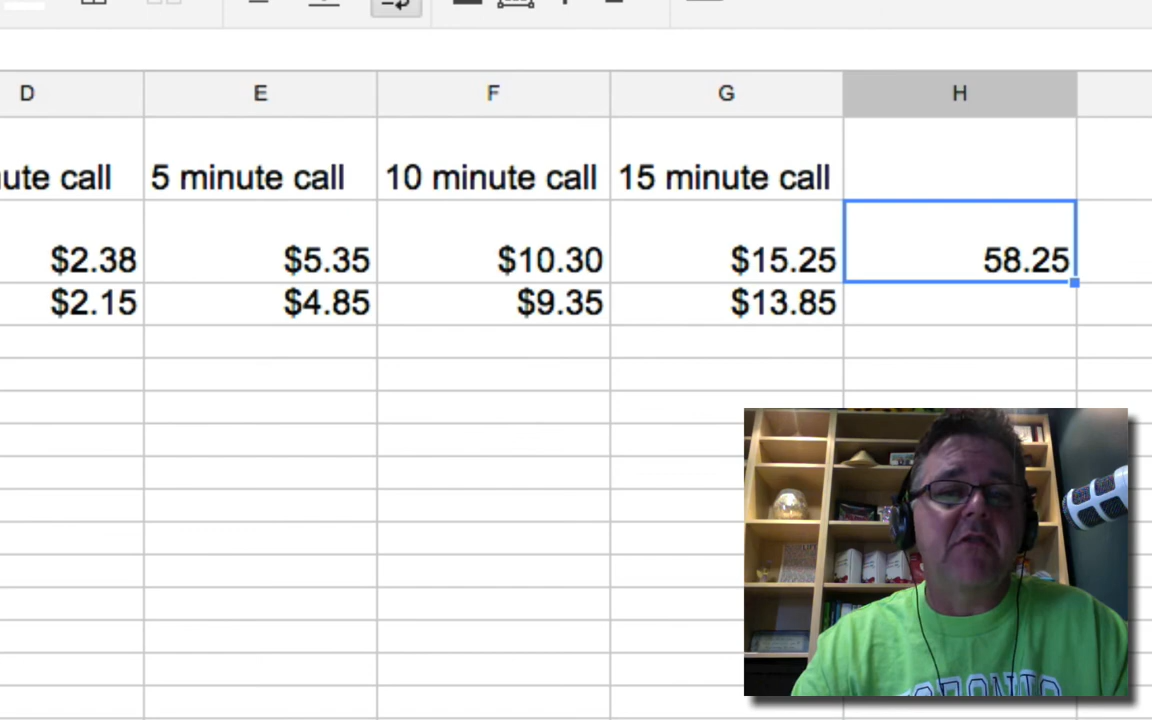 D E F G H
ute call 5 minute call 10 minute call 15 minute call
$2.38 $5.35 $10.30 $15.25 58.25
$2.15 $4.85 $9.35 $13.85
TORONTO